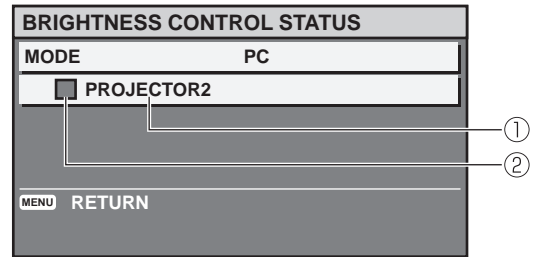 BRIGHTNESS CONTROL STATUS
MODE PC
PROJECTOR2
①
②
MENU RETURN